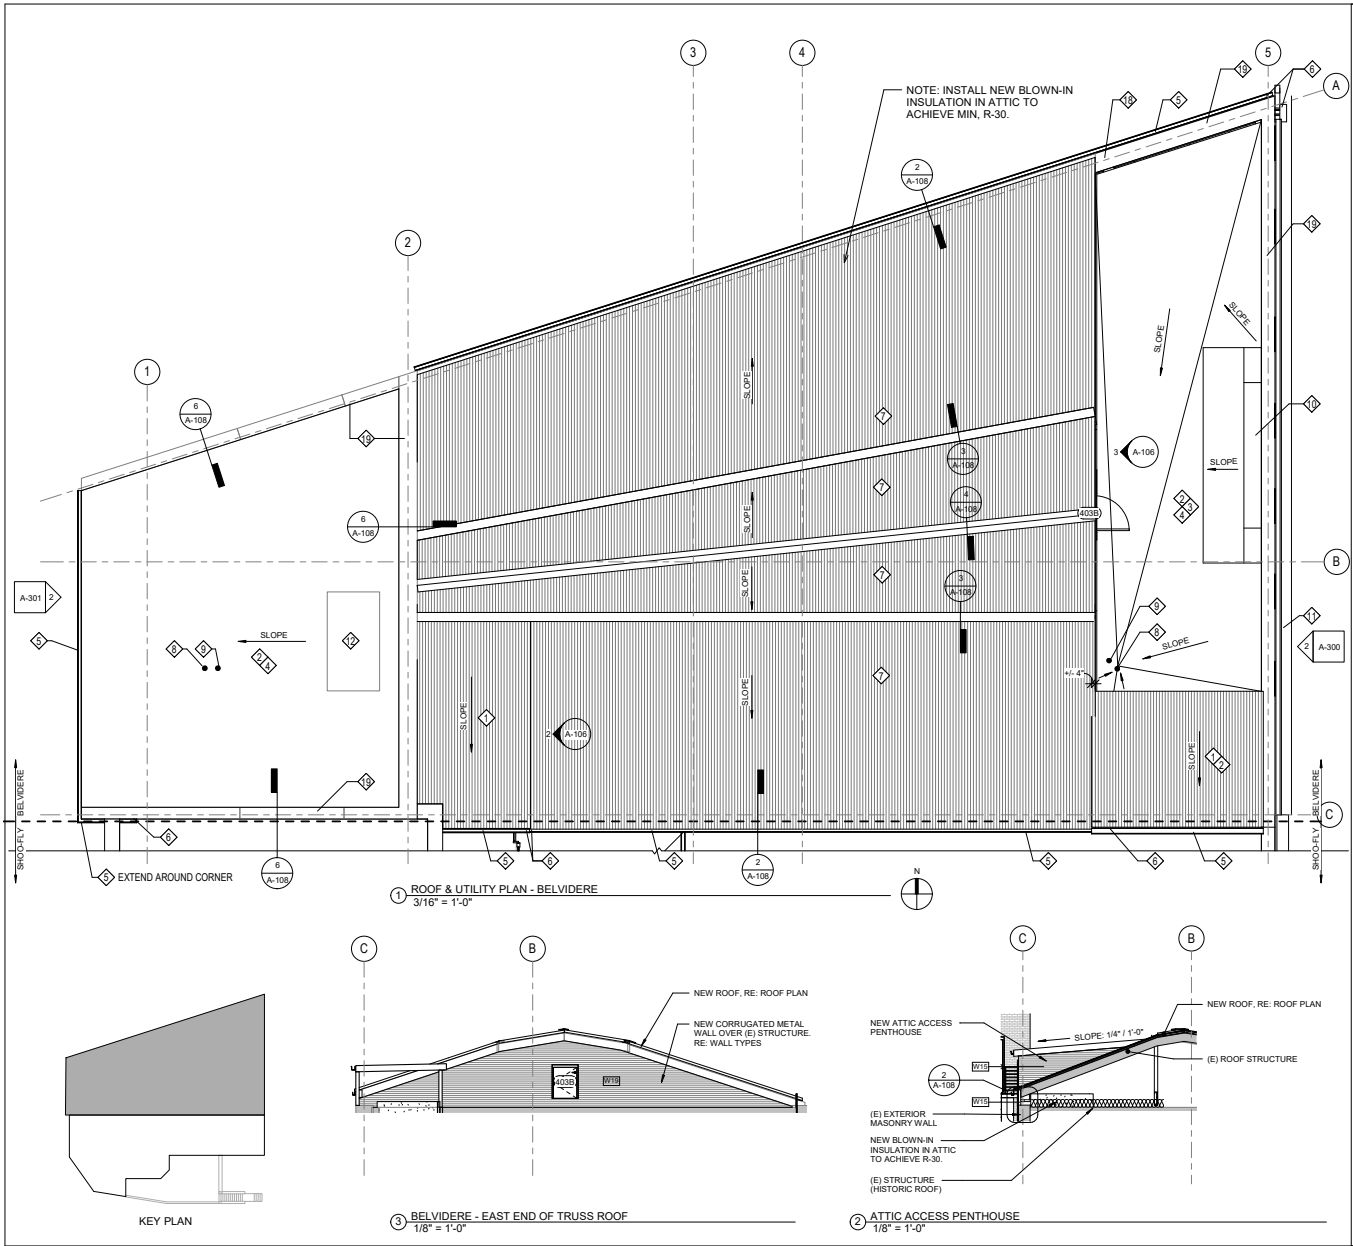 3
4
5
19
6
A
NOTE: INSTALL NEW BLOWN-IN
INSULATION IN ATTIC TO
ACHIEVE MIN, R-30.
18
5
2
A-108
2
19
SLOPE
SLOPE
1
6
A-108
SLOPE
7
10
19
3
A-108
3
A-106
SLOPE
7
2
3
4
4
A-108
6
A-108
SLOPE
403B
B
7
SLOPE
3
A-108
A-301
2
9
11
5
12
8
SLOPE
8
9
SLOPE
2
4
2
A-300
7
+/- 4"
SLOPE
SLOPE
1
2
A-106
SLOPE
1
2
19
SHOO-FLY
BELVIDERE
SHOO-FLY
BELVIDERE
C
6
5
6
5
5
6
5
5 EXTEND AROUND CORNER
6
A-108
2
A-108
N
1
ROOF & UTILITY PLAN - BELVIDERE
3/16" = 1'-0"
C
B
C
B
NEW ROOF, RE: ROOF PLAN
NEW CORRUGATED METAL
WALL OVER (E) STRUCTURE.
RE: WALL TYPES
403B
W19
NEW ROOF, RE: ROOF PLAN
NEW ATTIC ACCESS
PENTHOUSE
SLOPE: 1/4" / 1'-0"
(E) ROOF STRUCTURE
W15
2
A-108
W15
(E) EXTERIOR
MASONRY WALL
NEW BLOWN-IN
INSULATION IN ATTIC
TO ACHIEVE R-30.
(E) STRUCTURE
(HISTORIC ROOF)
KEY PLAN
3
BELVIDERE - EAST END OF TRUSS ROOF
1/8" = 1'-0"
2
ATTIC ACCESS PENTHOUSE
1/8" = 1'-0"